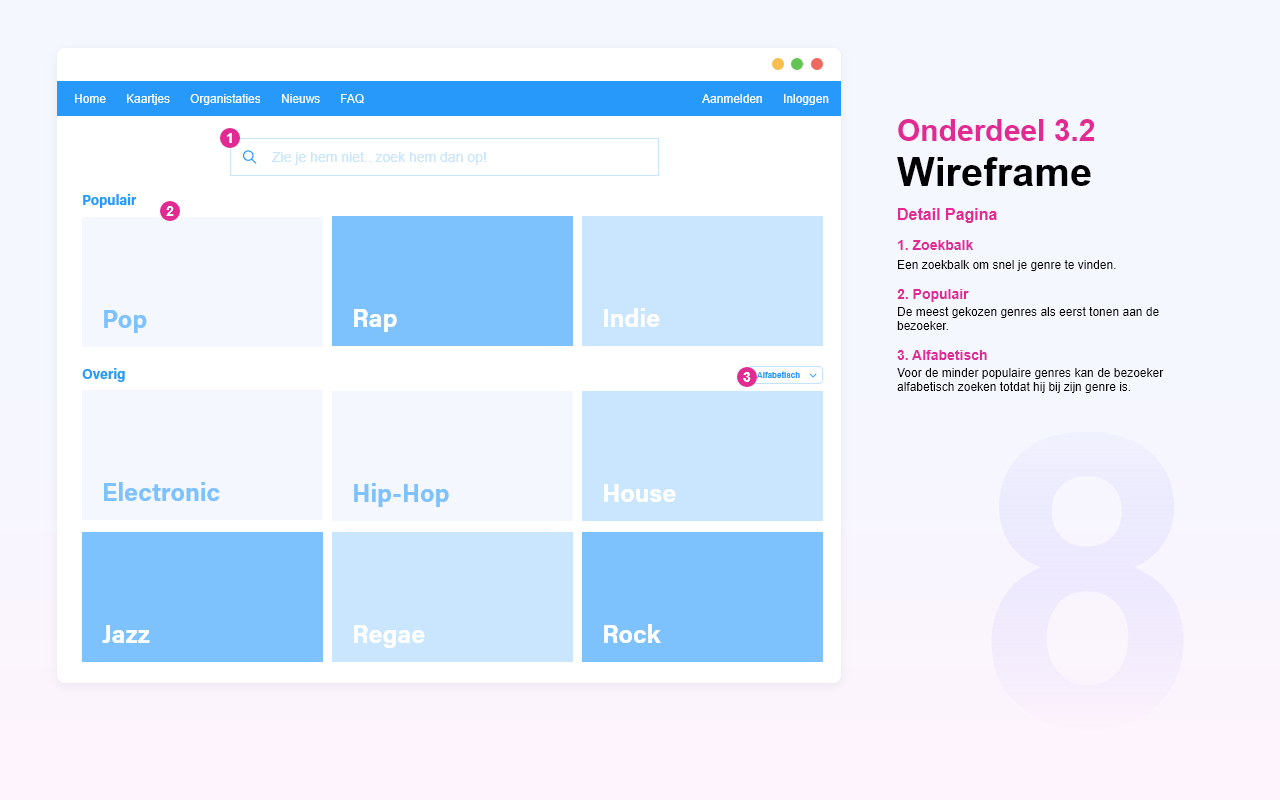 Home Kaartjes Organistaties Nieuws FAQ Aanmelden Inloggen
1
Zie je hem niet.. zoek hem dan op!
Populair
2
Pop Rap Indie
Overig
3 Alfabetisch
Electronic Hip-Hop House
Jazz Regae Rock
Onderdeel 3.2
Wireframe
Detail Pagina
1. Zoekbalk
Een zoekbalk om snel je genre te vinden.
2. Populair
De meest gekozen genres als eerst tonen aan de
bezoeker.
3. Alfabetisch
Voor de minder populaire genres kan de bezoeker
alfabetisch zoeken totdat hij bij zijn genre is.
8